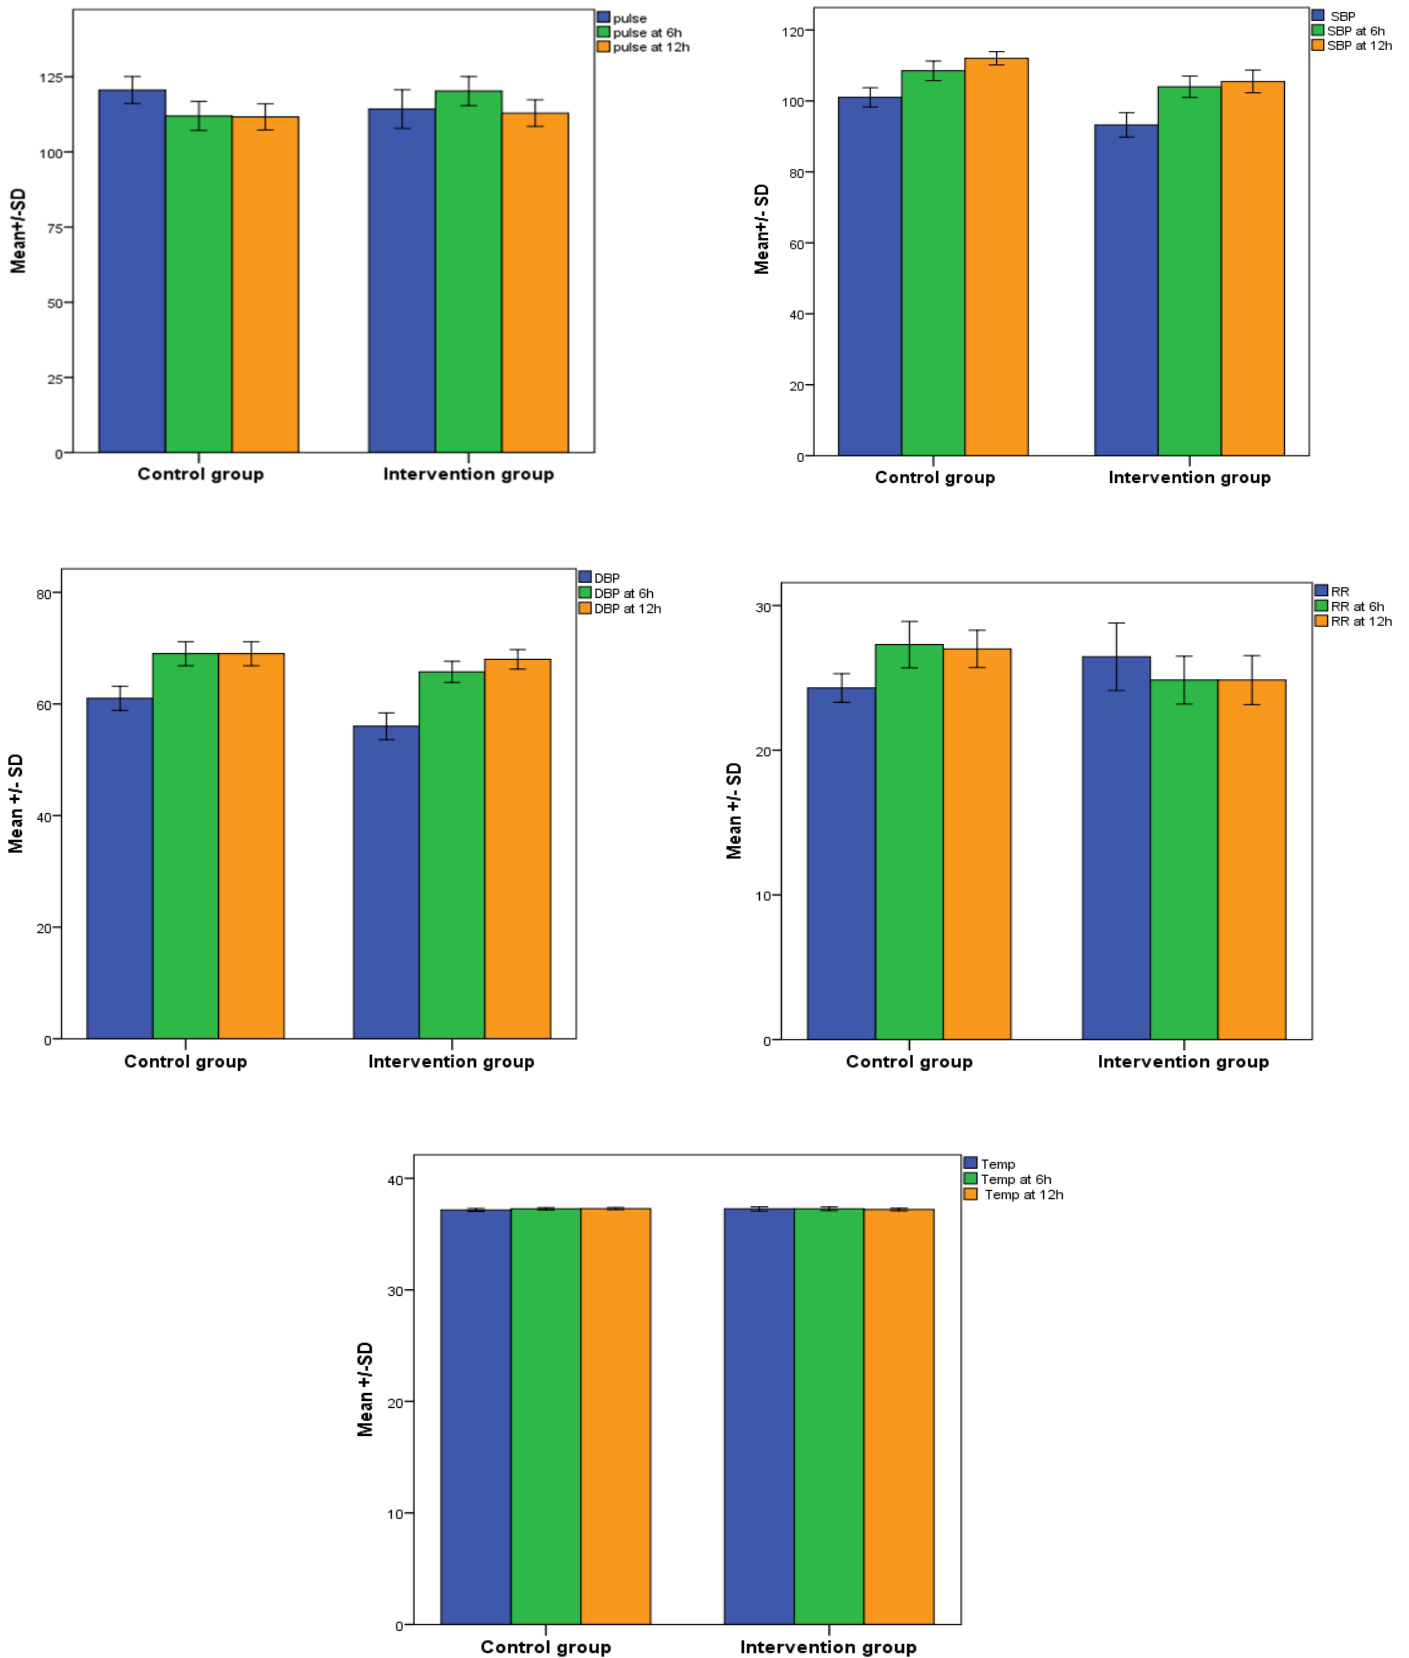 pulse
pulse at 6h
pulse at 12h
125
100
75
50
25
0
Mean+/-SD
Control group
Intervention group
SBP
SBP at 6h
SBP at 12h
120
100
80
60
40
20
0
Mean+/- SD
Control group
Intervention group
DBP
DBP at 6h
DBP at 12h
80
60
40
20
0
Mean +/- SD
Control group
Intervention group
RR
RR at 6h
RR at 12h
30
20
10
0
Mean +/- SD
Control group
Intervention group
Temp
Temp at 6h
Temp at 12h
40
30
20
10
0
Mean +/-SD
Control group
Intervention group